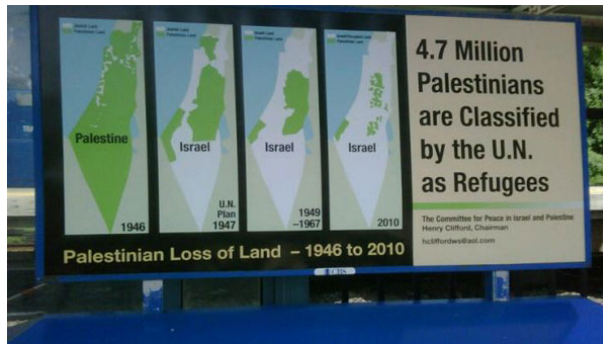 Palestine
1946
Israel
U.N.
Plan
1947
Israel
1949
–1967
Israel
2010
Palestinian Loss of Land – 1946 to 2010
4.7 Million
Palestinians
are Classified
by the U.N.
as Refugees
The Committee for Peace in Israel and Palestine
Henry Clifford, Chairman
hcliffordws@aol.com
CBS